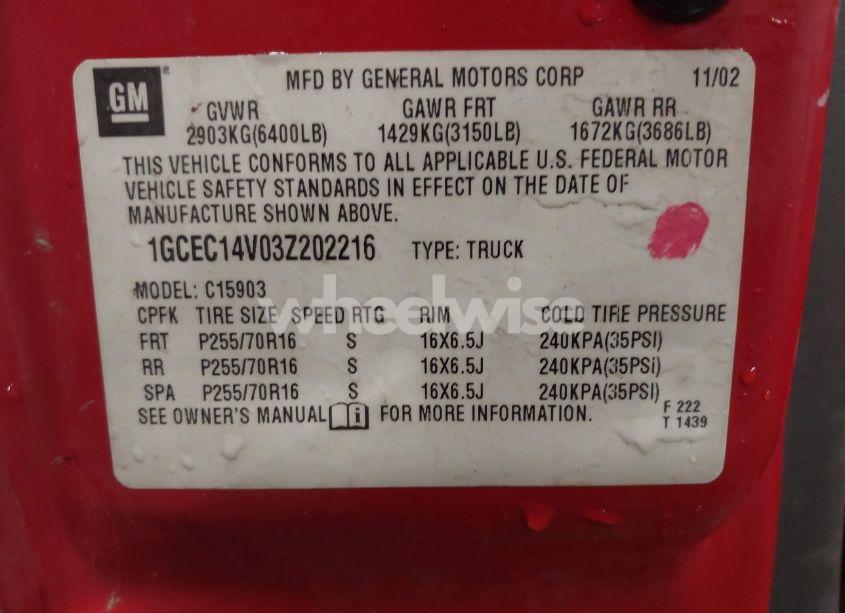 GM ® MFD BY GENERAL MOTORS CORP 11/02
GVWR GAWR FRT GAWR RR
2903KG(6400LB) 1429KG(3150LB) 1672KG(3686LB)
THIS VEHICLE CONFORMS TO ALL APPLICABLE U.S. FEDERAL MOTOR
VEHICLE SAFETY STANDARDS IN EFFECT ON THE DATE OF
MANUFACTURE SHOWN ABOVE.
1GCEC14V03Z202216 TYPE: TRUCK
MODEL: C15903
wheelwise
CPFK TIRE SIZE SPEED RTG RIM COLD TIRE PRESSURE
FRT P255/70R16 S 16X6.5J 240KPA(35PSI)
RR P255/70R16 S 16X6.5J 240KPA(35PSI)
SPA P255/70R16 S 16X6.5J 240KPA(35PSI)
SEE OWNER'S MANUAL i FOR MORE INFORMATION.
F 222
T 1439